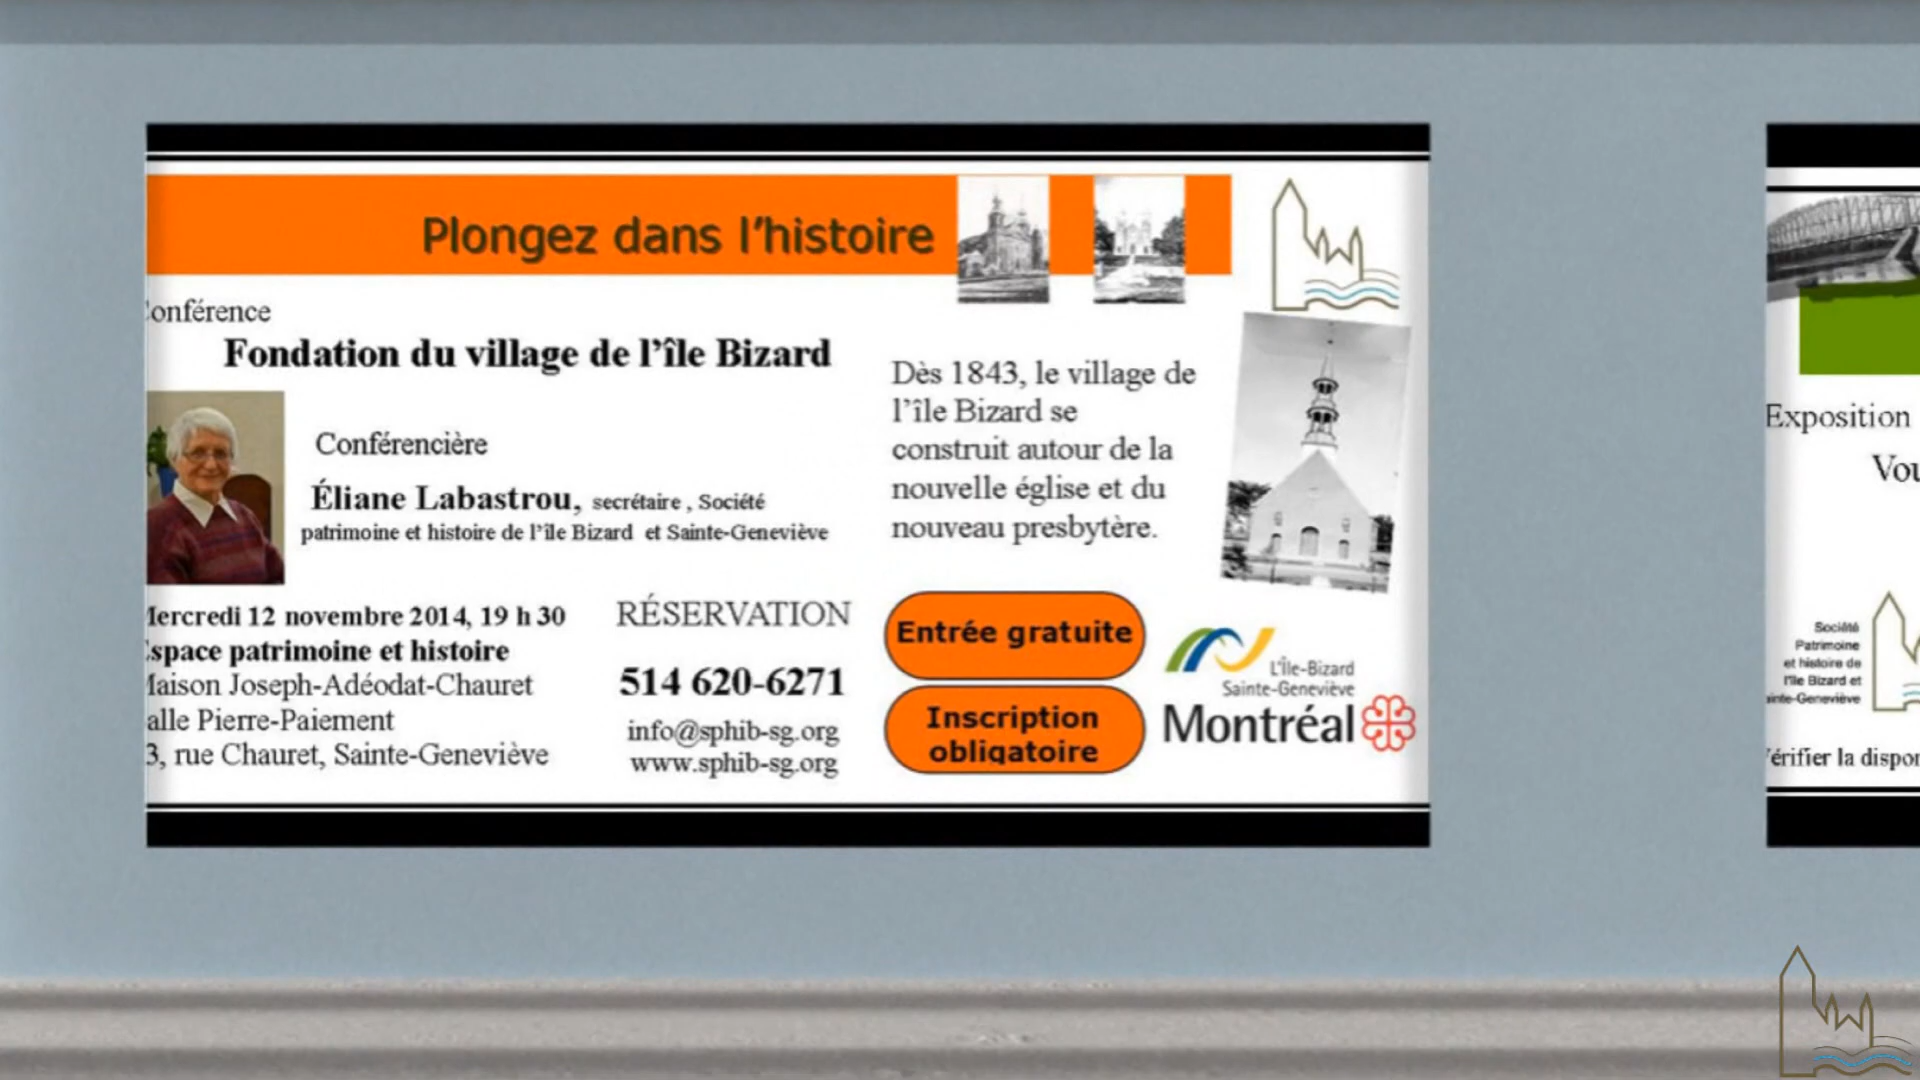 Plongez dans l'histoire
onférence
Fondation du village de l'île Bizard
Conférencière
Éliane Labastrou, secrétaire , Société
patrimoine et histoire de l'île Bizard et Sainte-Geneviève
Dès 1843, le village de
l'île Bizard se
construit autour de la
nouvelle église et du
nouveau presbytère.
ercredi 12 novembre 2014, 19 h 30
space patrimoine et histoire
aison Joseph-Adéodat-Chauret
alle Pierre-Paiement
3, rue Chauret, Sainte-Geneviève
RÉSERVATION
514 620-6271
info@sphib-sg.org
www.sphib-sg.org
Entrée gratuite
Inscription
obligatoire
L'Île-Bizard
Sainte-Geneviève
Montréal
Exposition
Vou
Société
Patrimoine
et histoire de
l'île Bizard et
inte-Geneviève
érifier la dispon